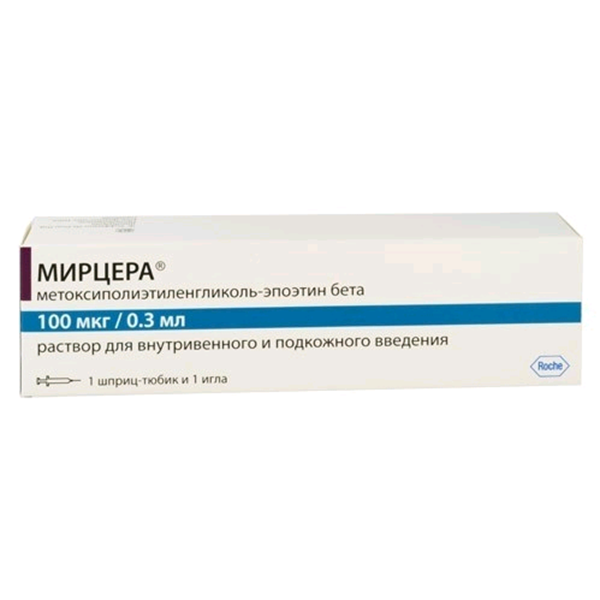 МИРЦЕРА®
метоксиполиэтиленгликоль-эпоэтин бета
100 мкг / 0.3 мл
раствор для внутривенного и подкожного введения
1 шприц-тюбик и 1 игла
Roche